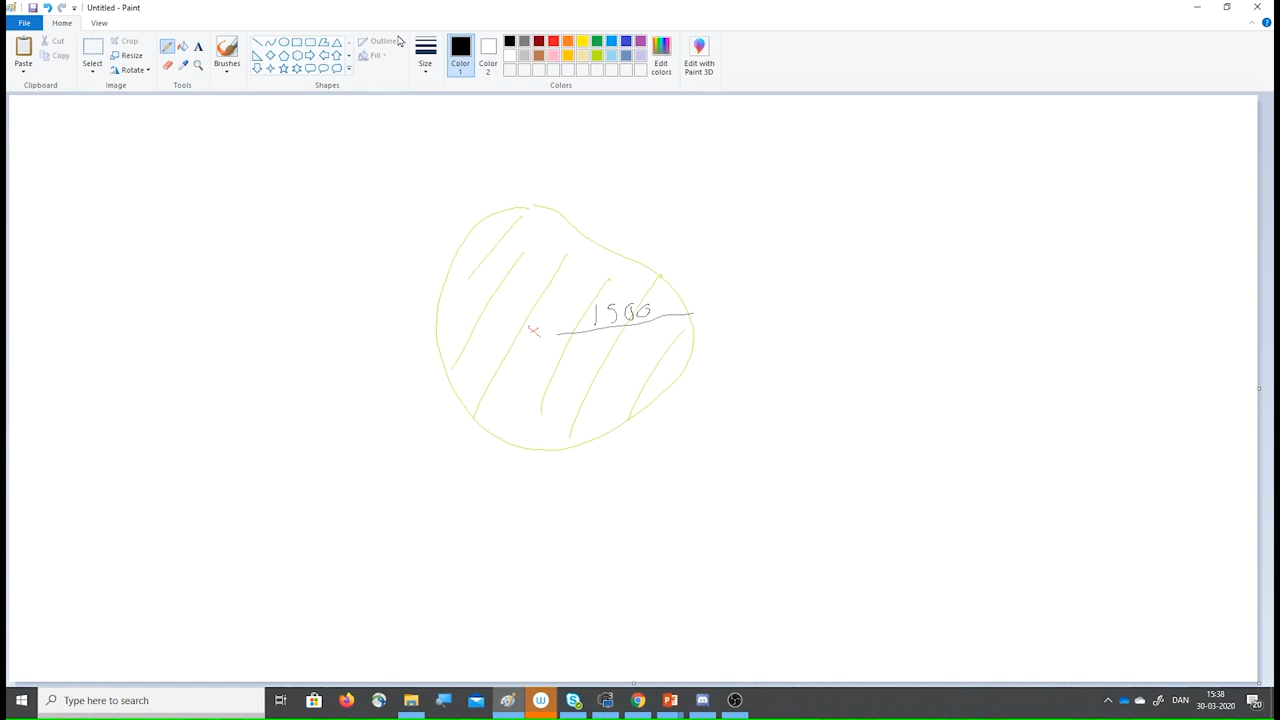 Untitled - Paint
File Home View
Paste
Cut
Copy
Clipboard
Select
Crop
Resize
Rotate
Image
Tools
Brushes
Shapes
Outline
Fill
Size
Color 1
Color 2
Colors
Edit colors
Edit with Paint 3D
1500
Type here to search
DAN
15:38
30-03-2020
20